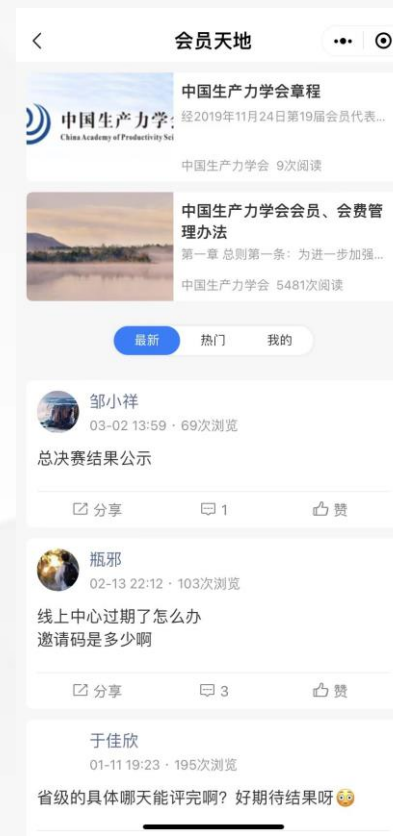 会员天地
中国生产力学会章程
中国生产力学
China Academy of Productivity Sci
经2019年11月24日第19届会员代表...
中国生产力学会 9次阅读
中国生产力学会会员、会费管
理办法
第一章 总则第一条：为进一步加强...
中国生产力学会 5481次阅读
最新 热门 我的
邹小祥
03-02 13:59 · 69次浏览
总决赛结果公示
分享 1 赞
瓶邪
02-13 22:12 · 103次浏览
线上中心过期了怎么办
邀请码是多少啊
分享 3 赞
于佳欣
01-11 19:23 · 195次浏览
省级的具体哪天能评完啊？好期待结果呀😳